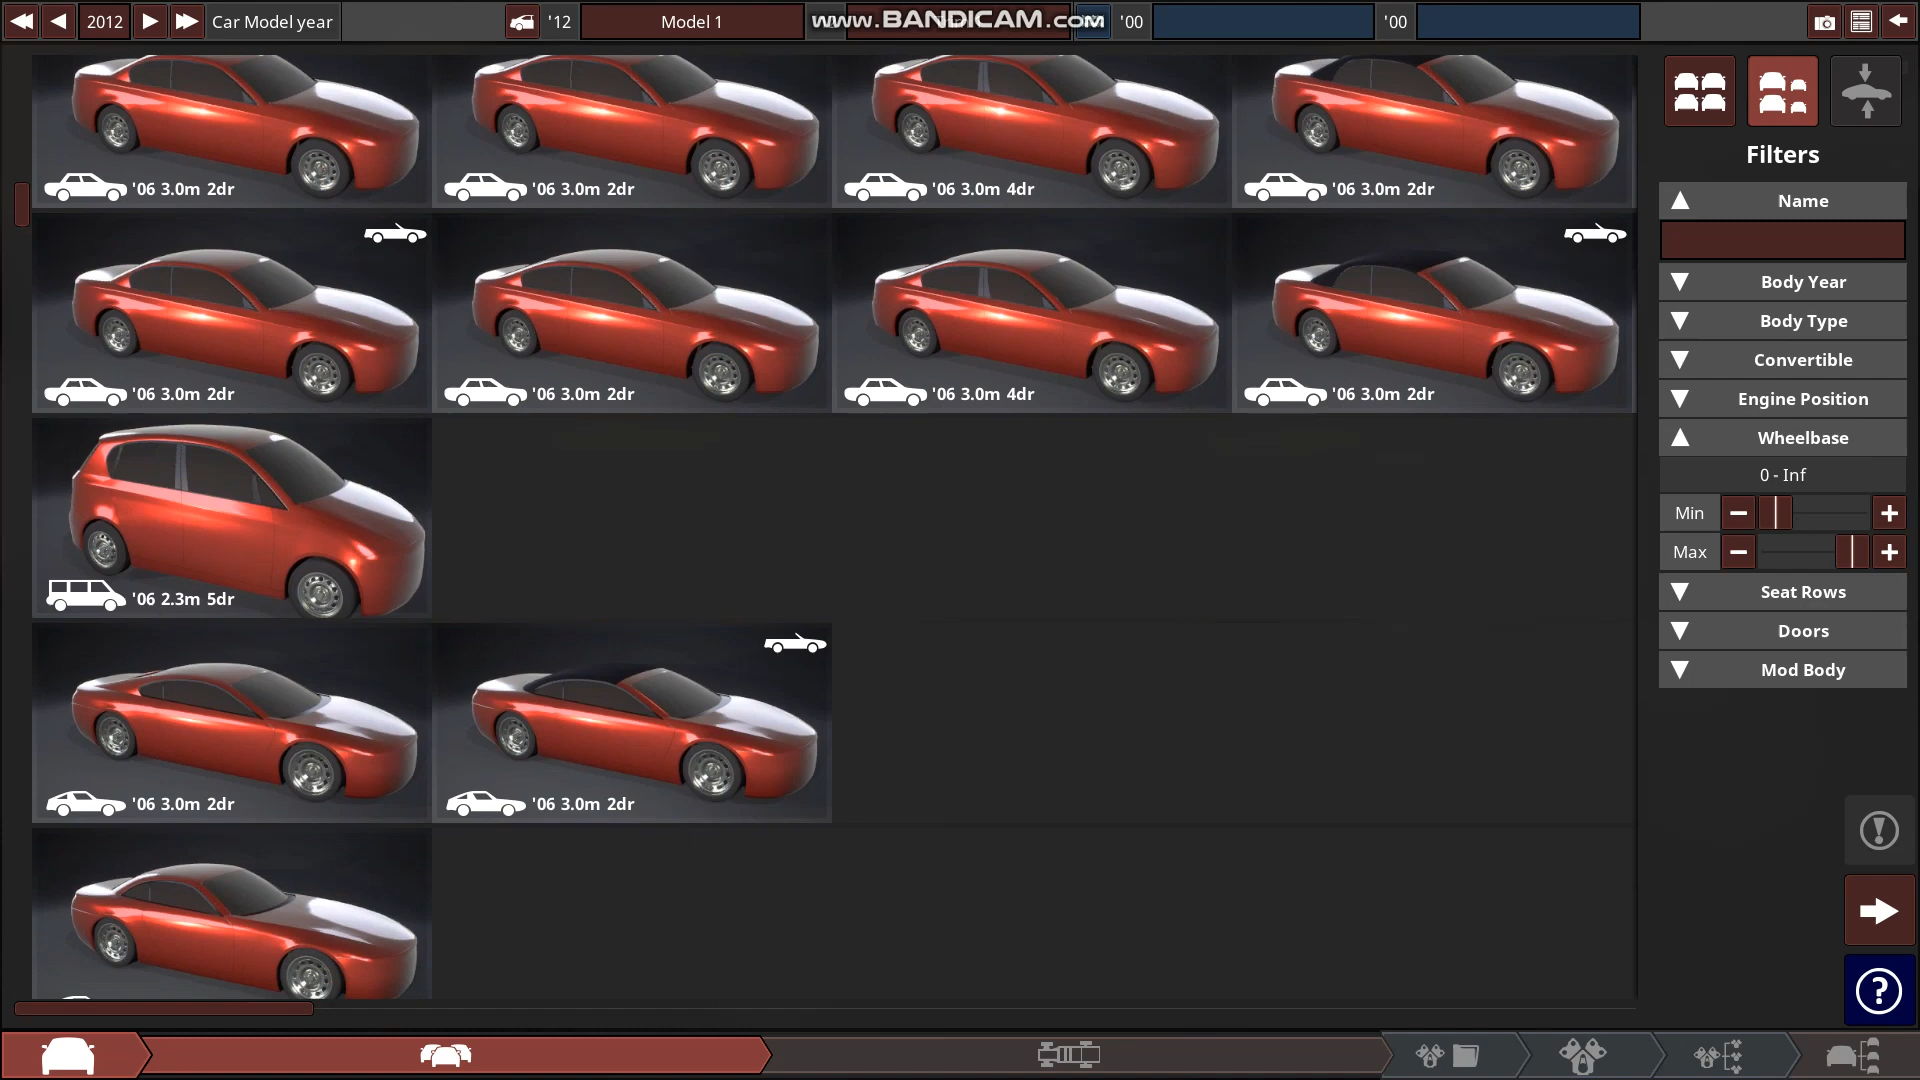 2012 Car Model year '12 Model 1 '00 '00
www.BANDICAM.com
'06 3.0m 2dr '06 3.0m 2dr '06 3.0m 4dr '06 3.0m 2dr
'06 3.0m 2dr '06 3.0m 2dr '06 3.0m 4dr '06 3.0m 2dr
'06 2.3m 5dr
'06 3.0m 2dr '06 3.0m 2dr
Filters
Name
Body Year
Body Type
Convertible
Engine Position
Wheelbase
0 - Inf
Min
Max
Seat Rows
Doors
Mod Body
?